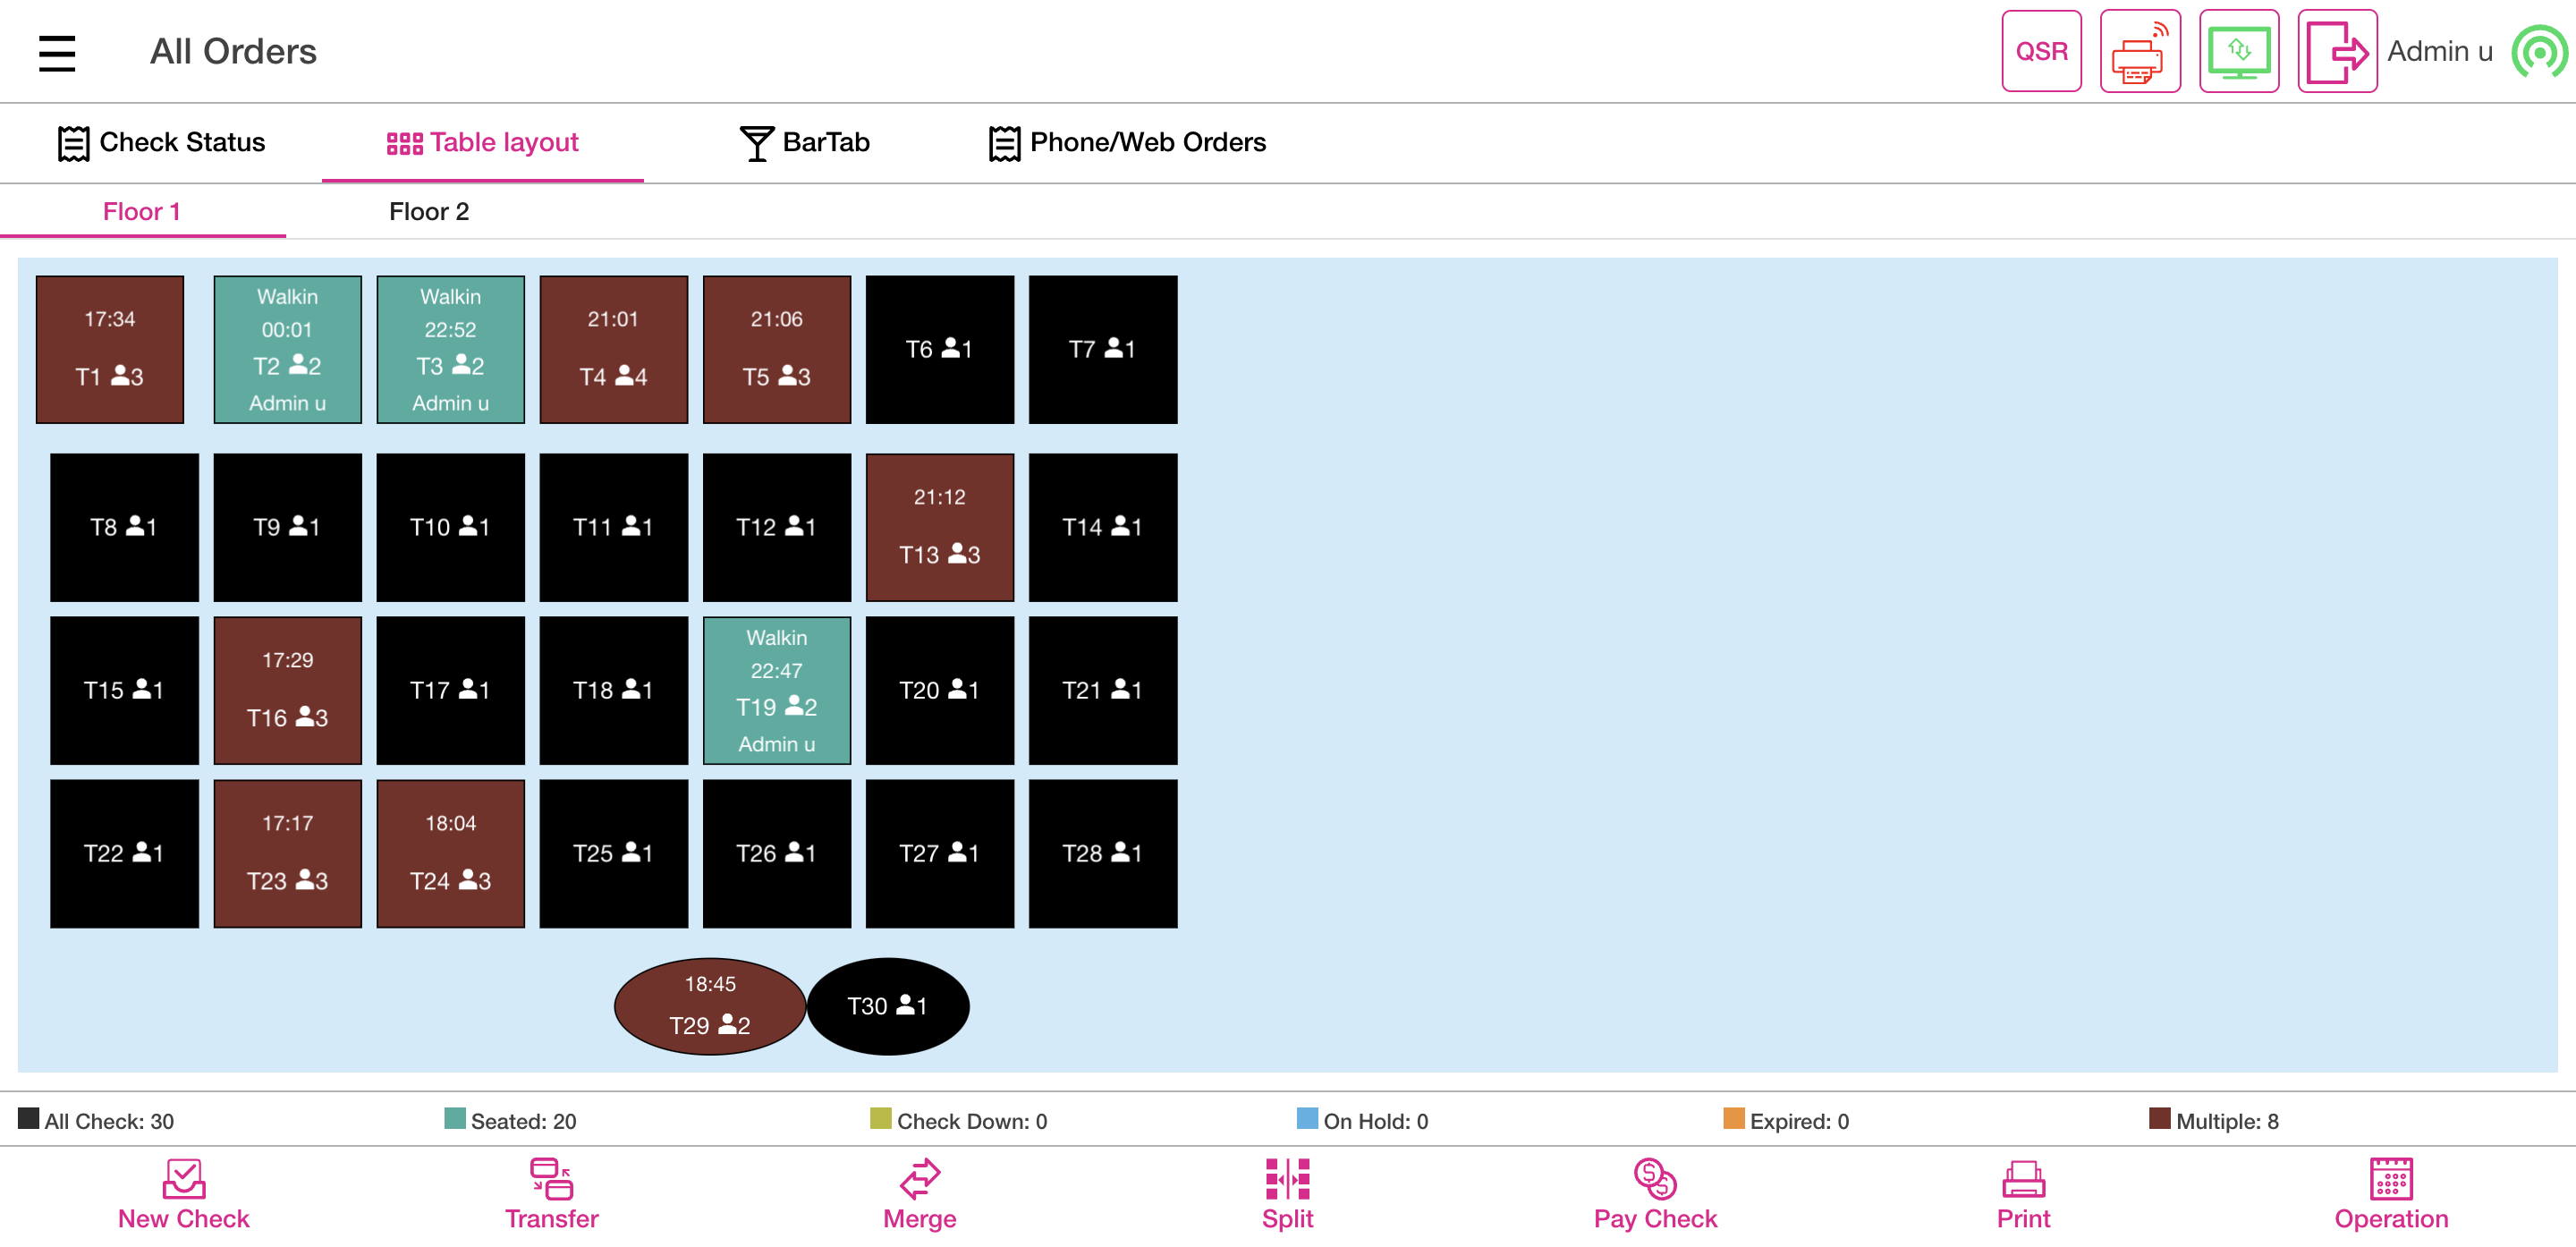 All Orders
QSR
Admin u
Check Status
Table layout
BarTab
Phone/Web Orders
Floor 1
Floor 2
17:34
T1 3
Walkin
00:01
T2 2
Admin u
Walkin
22:52
T3 2
Admin u
21:01
T4 4
21:06
T5 3
T6 1
T7 1
T8 1
T9 1
T10 1
T11 1
T12 1
21:12
T13 3
T14 1
T15 1
17:29
T16 3
T17 1
T18 1
Walkin
22:47
T19 2
Admin u
T20 1
T21 1
T22 1
17:17
T23 3
18:04
T24 3
T25 1
T26 1
T27 1
T28 1
18:45
T29 2
T30 1
All Check: 30
Seated: 20
Check Down: 0
On Hold: 0
Expired: 0
Multiple: 8
New Check
Transfer
Merge
Split
Pay Check
Print
Operation